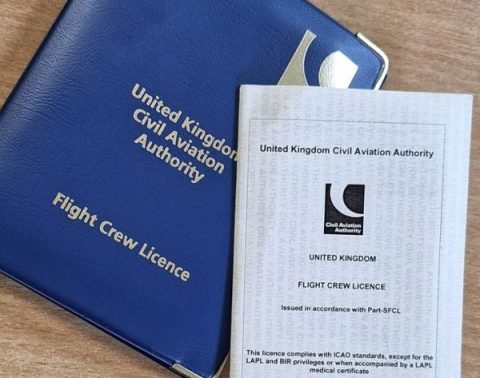 United Kingdom
Civil Aviation
Authority
Flight Crew Licence
United Kingdom Civil Aviation Authority
Civil Aviation
Authority
UNITED KINGDOM
FLIGHT CREW LICENCE
Issued in accordance with Part-SFCL
This licence complies with ICAO standards, except for the
LAPL and BIR privileges or when accompanied by a LAPL
medical certificate